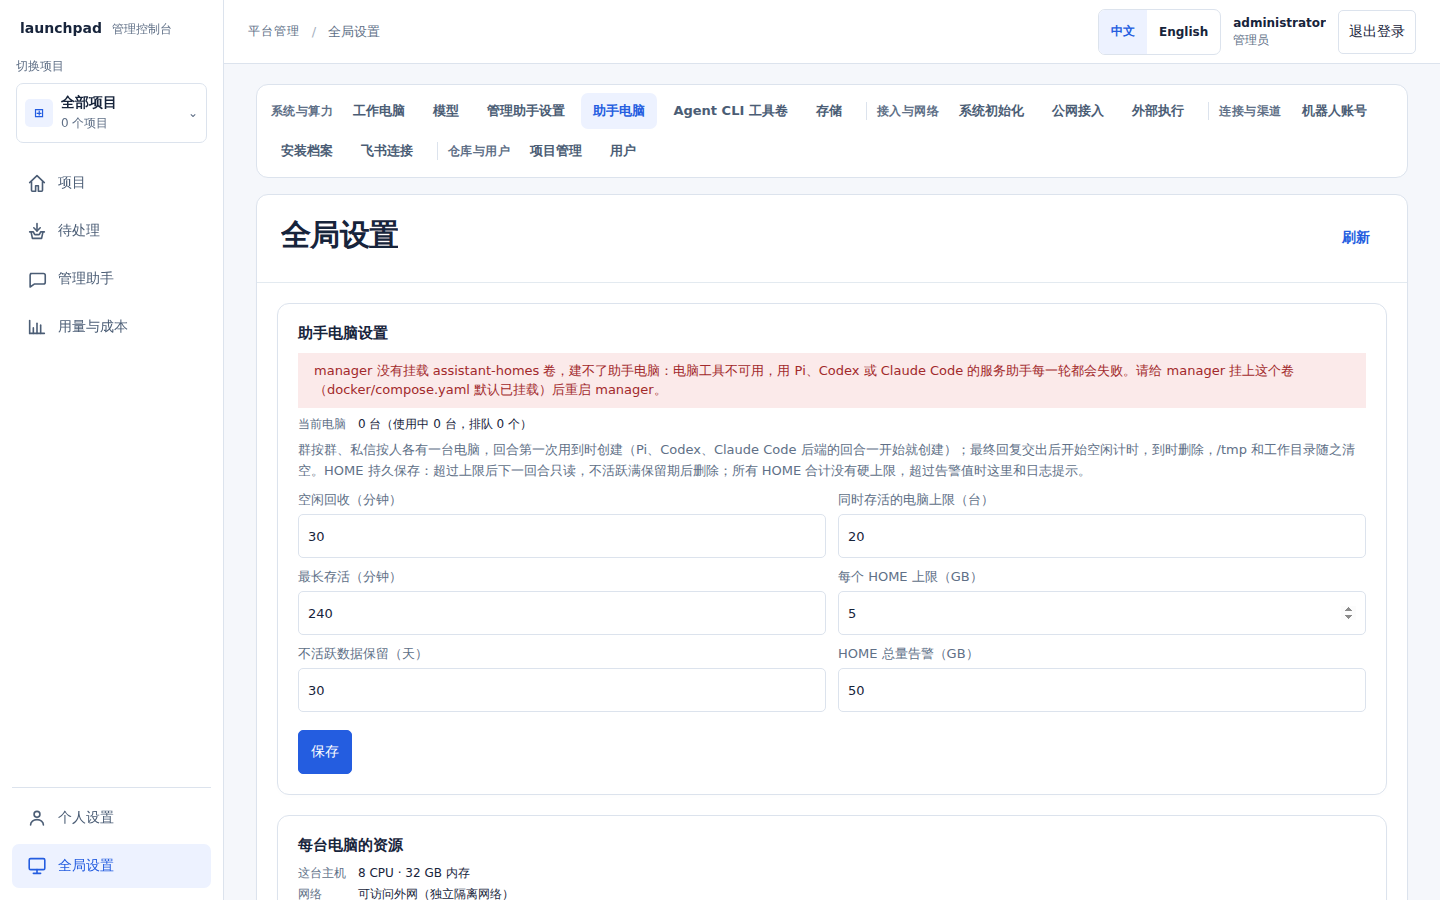 launchpad 管理控制台
切换项目
全部项目
0 个项目
项目
待处理
管理助手
用量与成本
个人设置
全局设置
平台管理 / 全局设置
中文 English
administrator
管理员
退出登录
系统与算力 工作电脑 模型 管理助手设置 助手电脑 Agent CLI 工具卷 存储 接入与网络 系统初始化 公网接入 外部执行 连接与渠道 机器人账号
安装档案 飞书连接 仓库与用户 项目管理 用户
全局设置
刷新
助手电脑设置
manager 没有挂载 assistant-homes 卷，建不了助手电脑：电脑工具不可用，用 Pi、Codex 或 Claude Code 的服务助手每一轮都会失败。请给 manager 挂上这个卷
（docker/compose.yaml 默认已挂载）后重启 manager。
当前电脑 0 台（使用中 0 台，排队 0 个）
群按群、私信按人各有一台电脑，回合第一次用到时创建（Pi、Codex、Claude Code 后端的回合一开始就创建）；最终回复交出后开始空闲计时，到时删除，/tmp 和工作目录随之清
空。HOME 持久保存：超过上限后下一回合只读，不活跃满保留期后删除；所有 HOME 合计没有硬上限，超过告警值时这里和日志提示。
空闲回收（分钟） 同时存活的电脑上限（台）
30 20
最长存活（分钟） 每个 HOME 上限（GB）
240 5
不活跃数据保留（天） HOME 总量告警（GB）
30 50
保存
每台电脑的资源
这台主机 8 CPU · 32 GB 内存
网络 可访问外网（独立隔离网络）